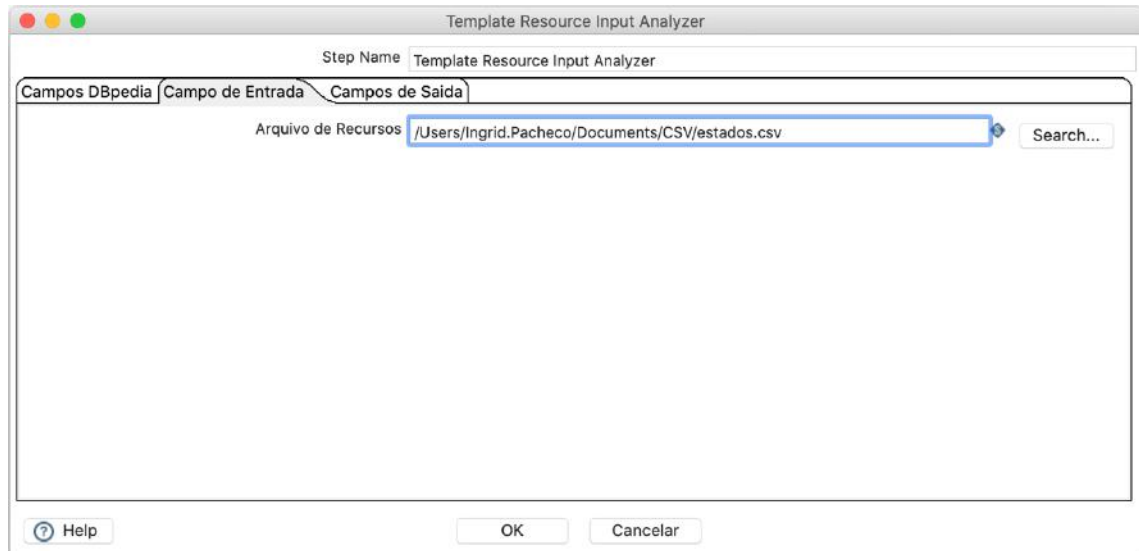 Template Resource Input Analyzer
Step Name Template Resource Input Analyzer
Campos DBpedia Campo de Entrada Campos de Saida
Arquivo de Recursos /Users/Ingrid.Pacheco/Documents/CSV/estados.csv Search...
Help OK Cancelar